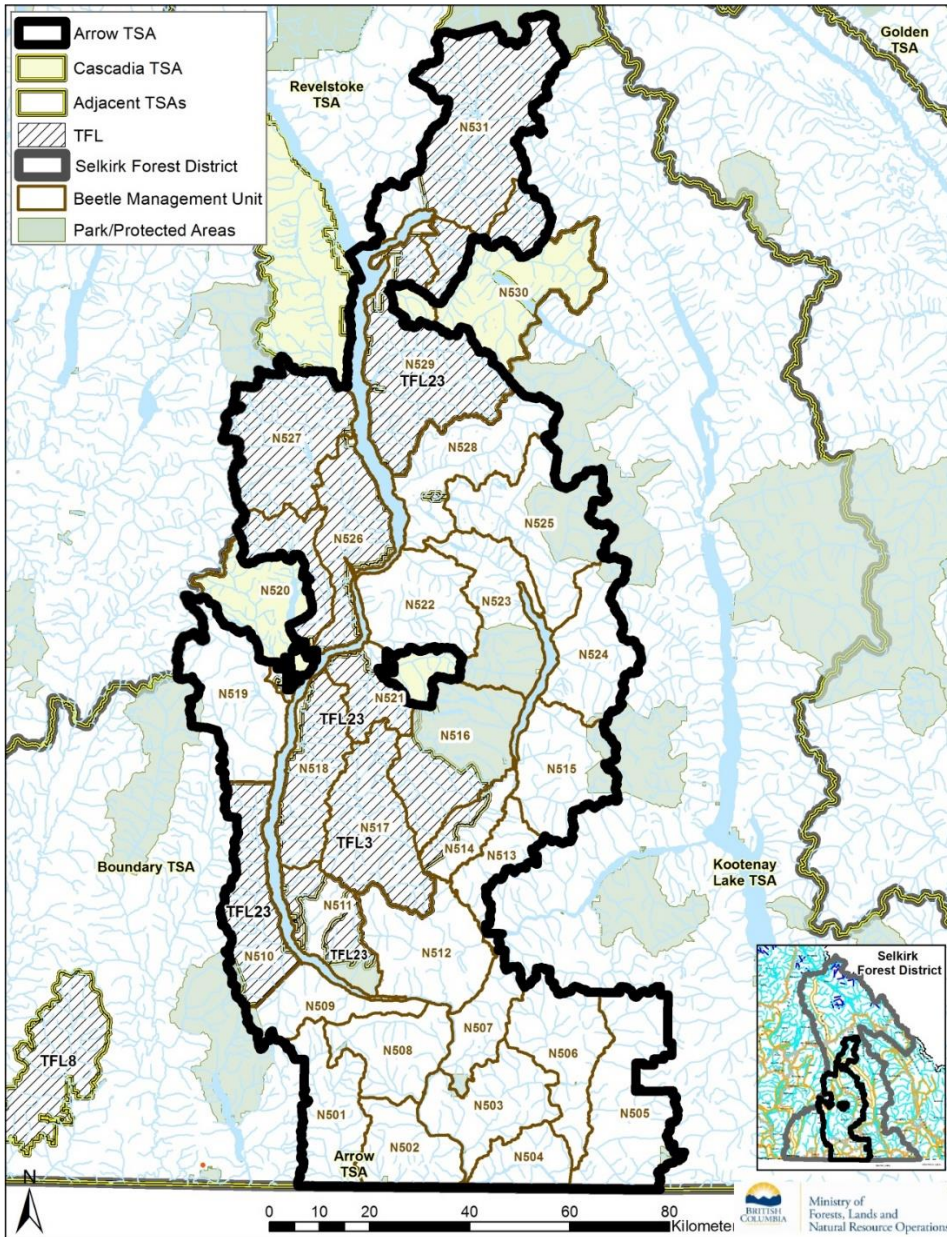 Arrow TSA
Cascadia TSA
Adjacent TSAs
TFL
Selkirk Forest District
Beetle Management Unit
Park/Protected Areas
Golden
TSA
Revelstoke
TSA
N531
N530
N529
TFL23
N528
N527
N525
N526
N520
N522
N523
N524
N519
N521
TFL23
N516
N518
N515
N517
TFL3
N514
N513
Boundary TSA
Kootenay
Lake TSA
TFL23
N511
TFL23
N510
N512
N509
N507
N508
N506
TFL8
N501
N503
N505
N502
N504
Arrow
TSA
Selkirk
Forest District
N
0 10 20 40 60 80
Kilometer
BRITISH
COLUMBIA
Ministry of
Forests, Lands and
Natural Resource Operations